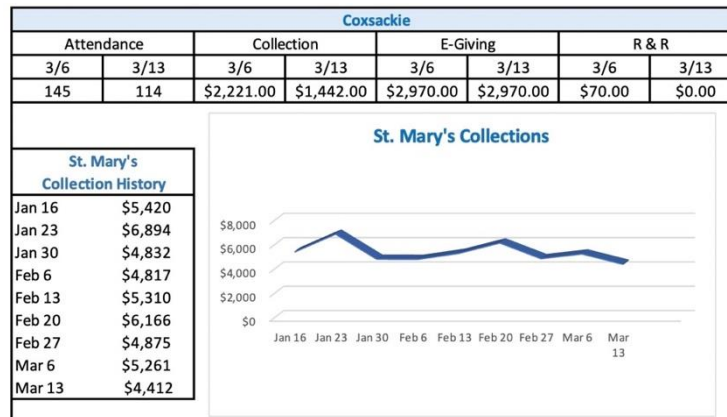 Coxsackie
Attendance Collection E-Giving R & R
3/6 3/13 3/6 3/13 3/6 3/13 3/6 3/13
145 114 $2,221.00 $1,442.00 $2,970.00 $2,970.00 $70.00 $0.00
St. Mary's
Collection History
Jan 16 $5,420
Jan 23 $6,894
Jan 30 $4,832
Feb 6 $4,817
Feb 13 $5,310
Feb 20 $6,166
Feb 27 $4,875
Mar 6 $5,261
Mar 13 $4,412
St. Mary's Collections
$8,000
$6,000
$4,000
$2,000
$0
Jan 16 Jan 23 Jan 30 Feb 6 Feb 13 Feb 20 Feb 27 Mar 6 Mar
13